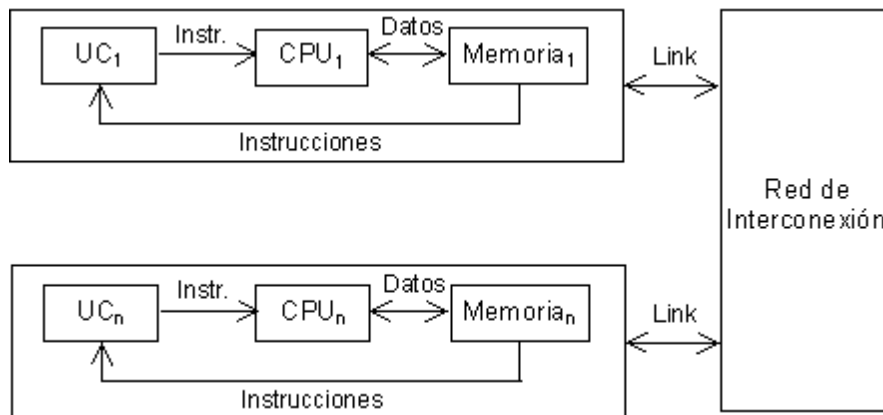 Instr.
Datos
UC₁
CPU₁
Memoria₁
Link
Instrucciones
Red de
Interconexión
Instr.
Datos
UCₙ
CPUₙ
Memoriaₙ
Link
Instrucciones